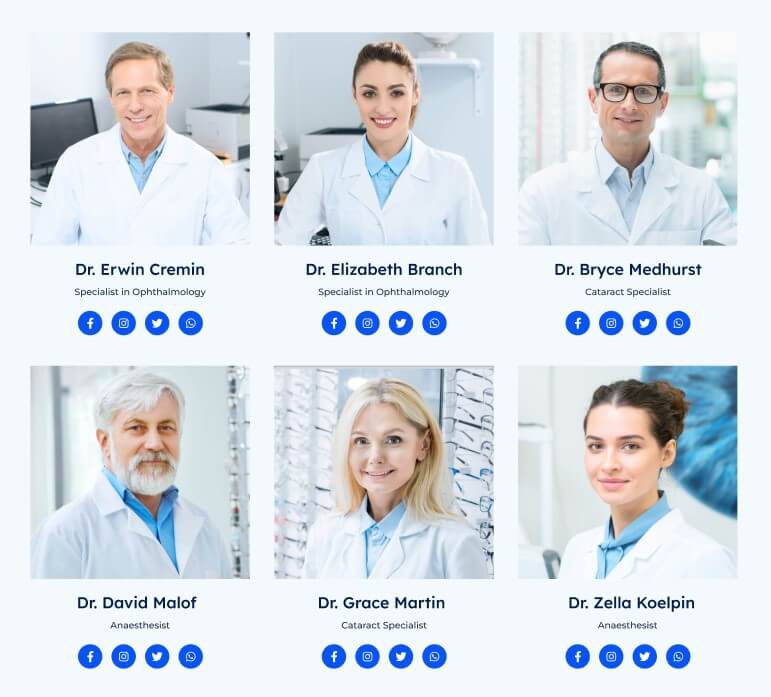 Dr. Erwin Cremin
Specialist in Ophthalmology
Dr. Elizabeth Branch
Specialist in Ophthalmology
Dr. Bryce Medhurst
Cataract Specialist
Dr. David Malof
Anaesthesist
Dr. Grace Martin
Cataract Specialist
Dr. Zella Koelpin
Anaesthesist